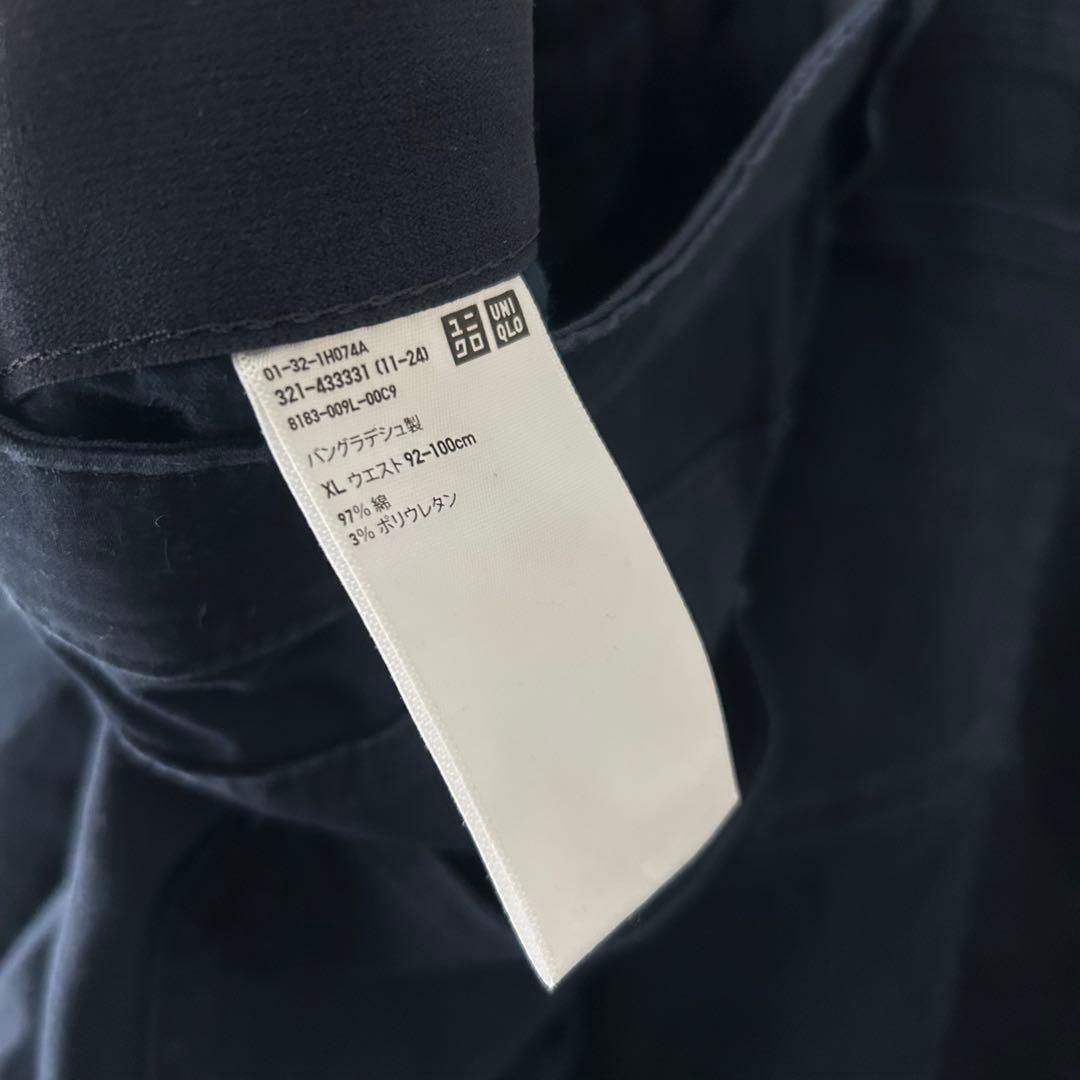 ユニクロ UNIQLO
01-32-1H074A
321-433331 (11-24)
8183-009L-00C9
バングラデシュ製
XL ウエスト 92-100cm
97% 綿
3% ポリウレタン